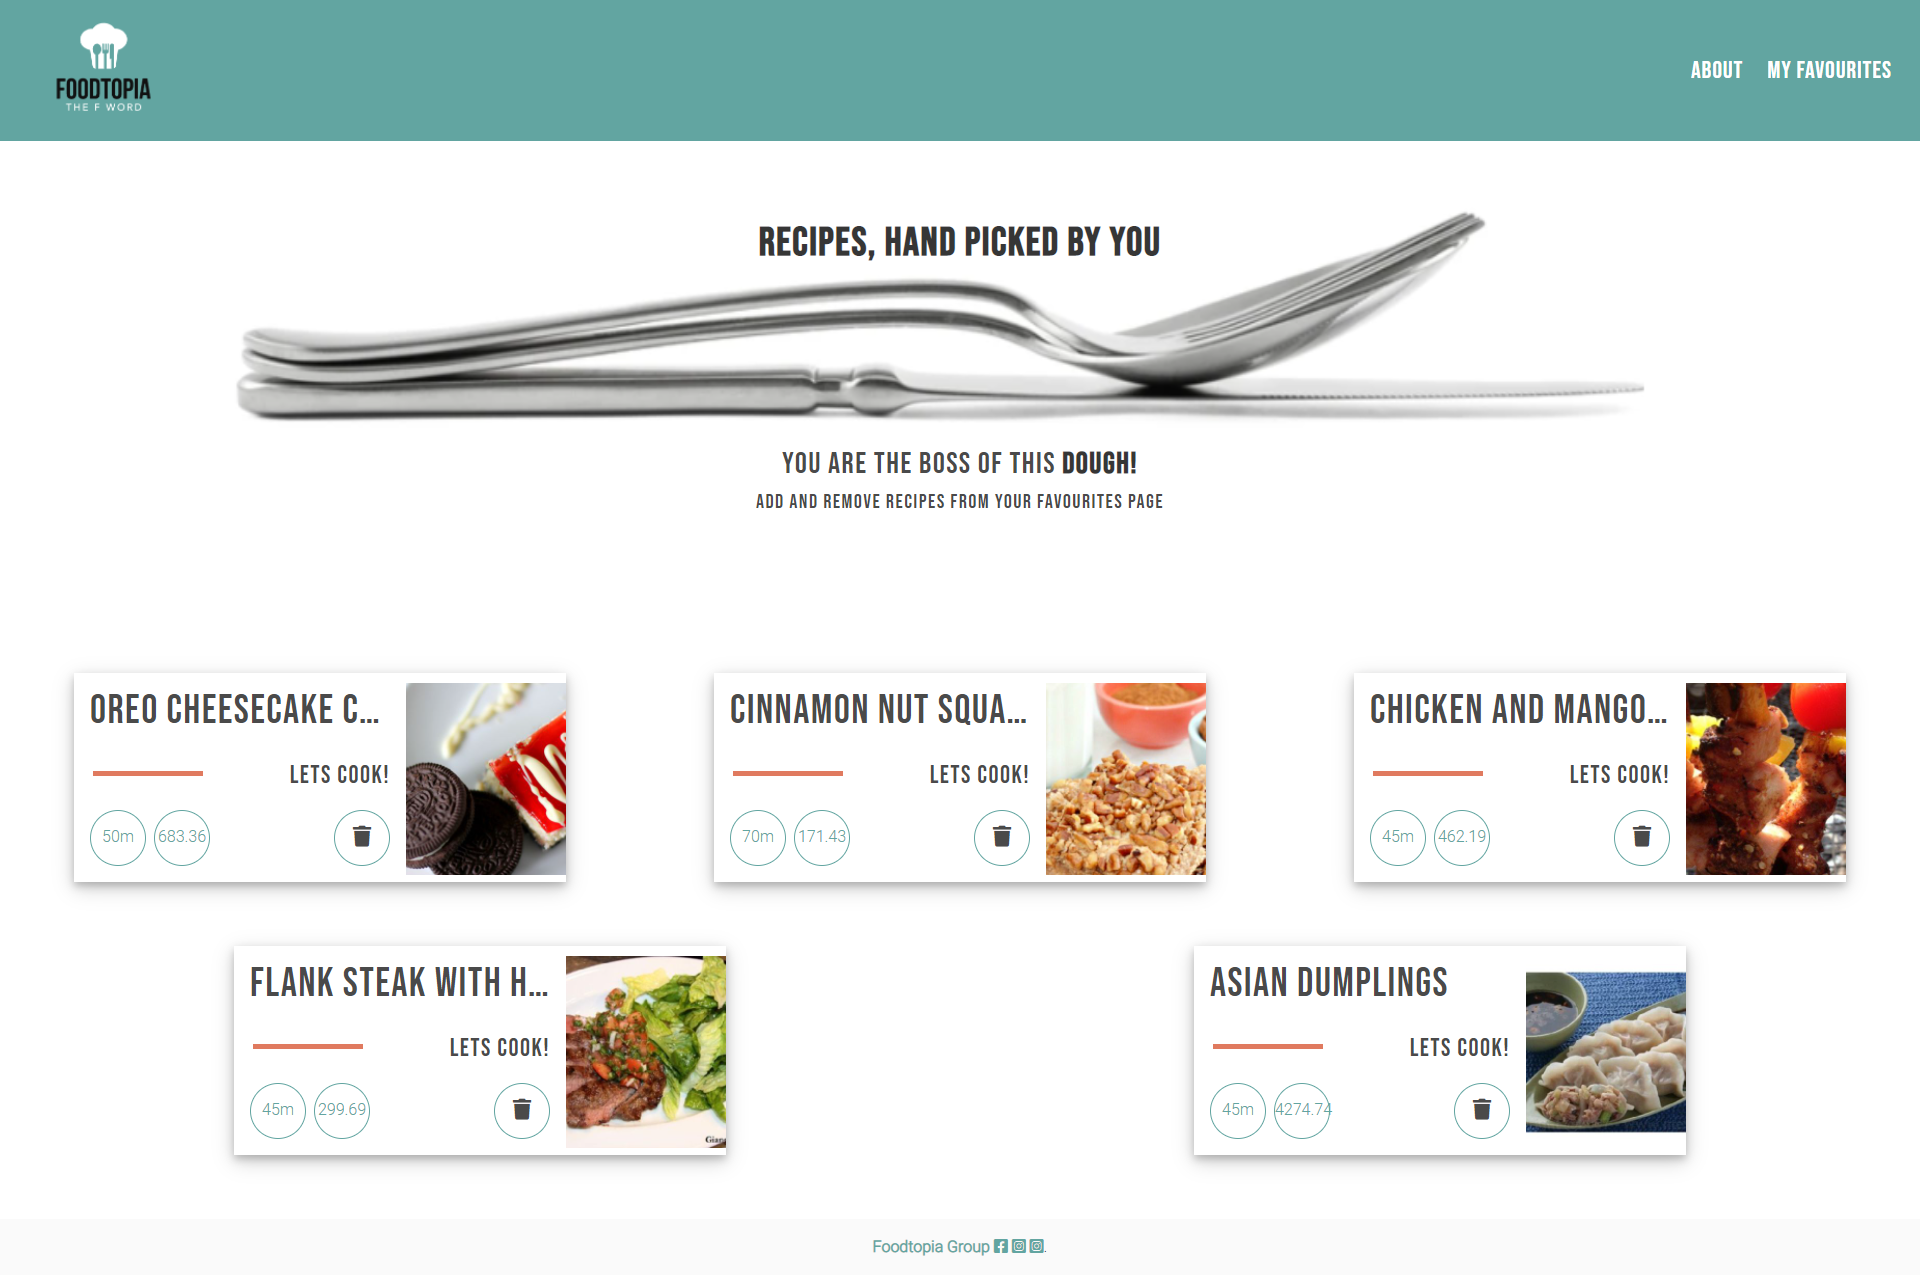 FOODTOPIA
THE F WORD
ABOUT MY FAVOURITES
RECIPES, HAND PICKED BY YOU
YOU ARE THE BOSS OF THIS DOUGH!
ADD AND REMOVE RECIPES FROM YOUR FAVOURITES PAGE
OREO CHEESECAKE C...
LETS COOK!
50m 683.36
CINNAMON NUT SQUA...
LETS COOK!
70m 171.43
CHICKEN AND MANGO...
LETS COOK!
45m 462.19
FLANK STEAK WITH H...
LETS COOK!
45m 299.69
ASIAN DUMPLINGS
LETS COOK!
45m 4274.74
Foodtopia Group .